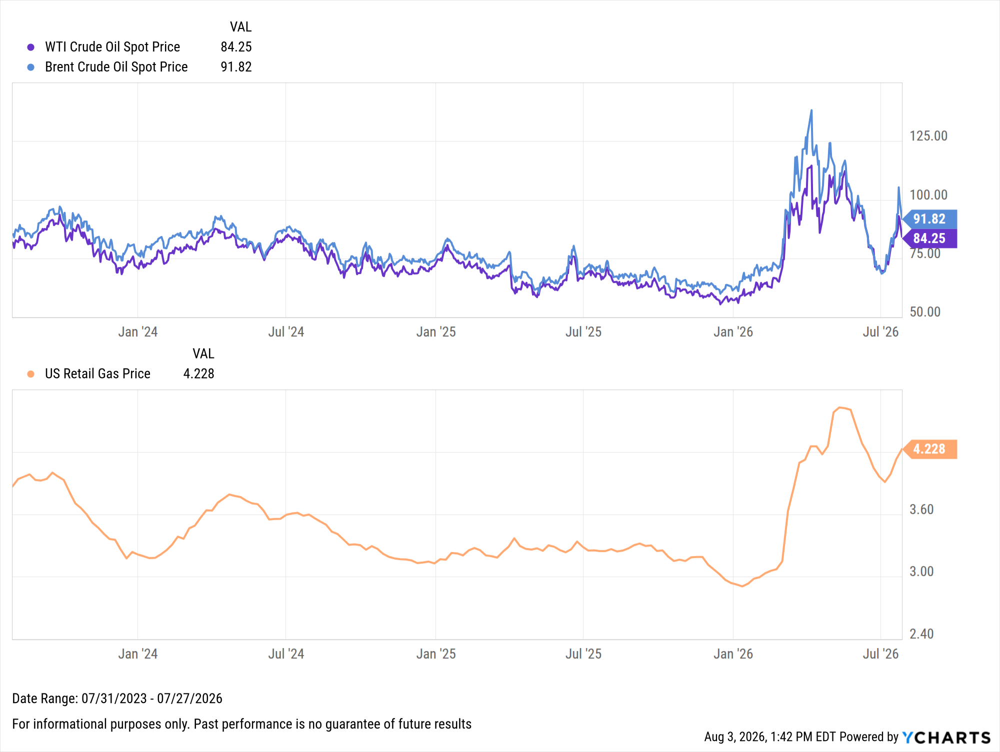 VAL
WTI Crude Oil Spot Price 84.25
Brent Crude Oil Spot Price 91.82
125.00
100.00
91.82
84.25
75.00
50.00
Jan '24 Jul '24 Jan '25 Jul '25 Jan '26 Jul '26
VAL
US Retail Gas Price 4.228
4.228
3.60
3.00
2.40
Jan '24 Jul '24 Jan '25 Jul '25 Jan '26 Jul '26
Date Range: 07/31/2023 - 07/27/2026
For informational purposes only. Past performance is no guarantee of future results
Aug 3, 2026, 1:42 PM EDT Powered by YCHARTS